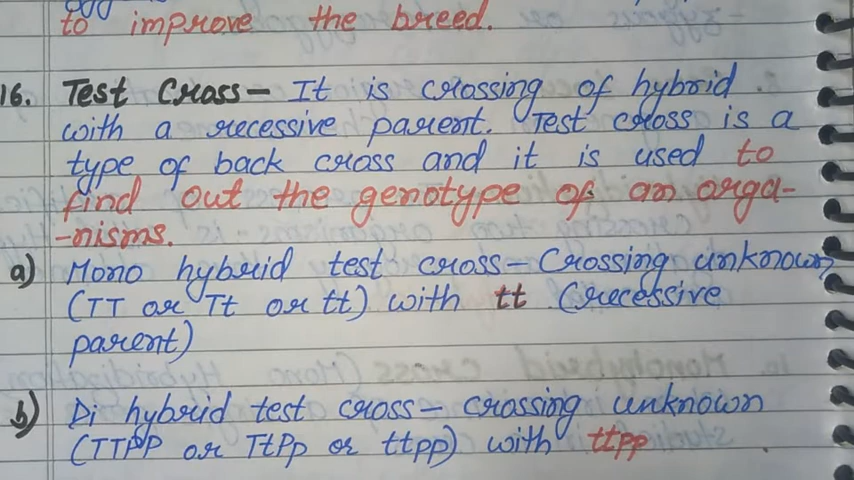 to improve the breed.
16. Test Cross- It is crossing of hybrid
with a recessive parent. Test cross is a
type of back cross and it is used to
find out the genotype of an orga-
-nisms.
a) Mono hybrid test cross-Crossing unknown
(TT or Tt or tt) with tt (recessive
parent)
b) Di hybrid test cross- crossing unknown
(TTPP or TtPp or ttpp) with ttpp